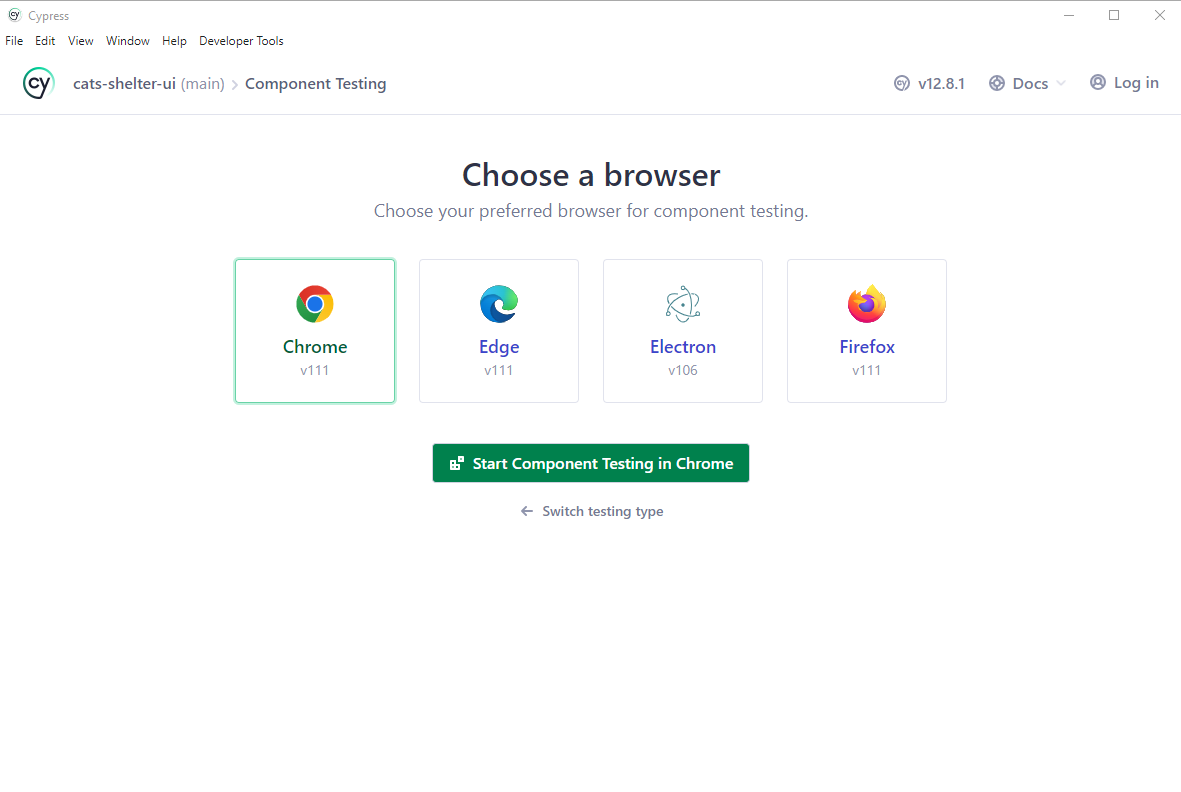 cy Cypress
File Edit View Window Help Developer Tools
cy cats-shelter-ui (main) Component Testing cy v12.8.1 Docs Log in
Choose a browser
Choose your preferred browser for component testing.
Chrome Edge Electron Firefox
v111 v111 v106 v111
Start Component Testing in Chrome
Switch testing type